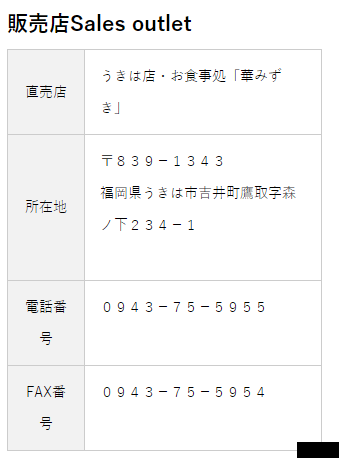 販売店Sales outlet
直売店
うきは店・お食事処「華みず
き」
所在地
〒８３９－１３４３
福岡県うきは市吉井町鷹取字森
ノ下２３４－１
電話番
号
０９４３－７５－５９５５
FAX番
号
０９４３－７５－５９５４